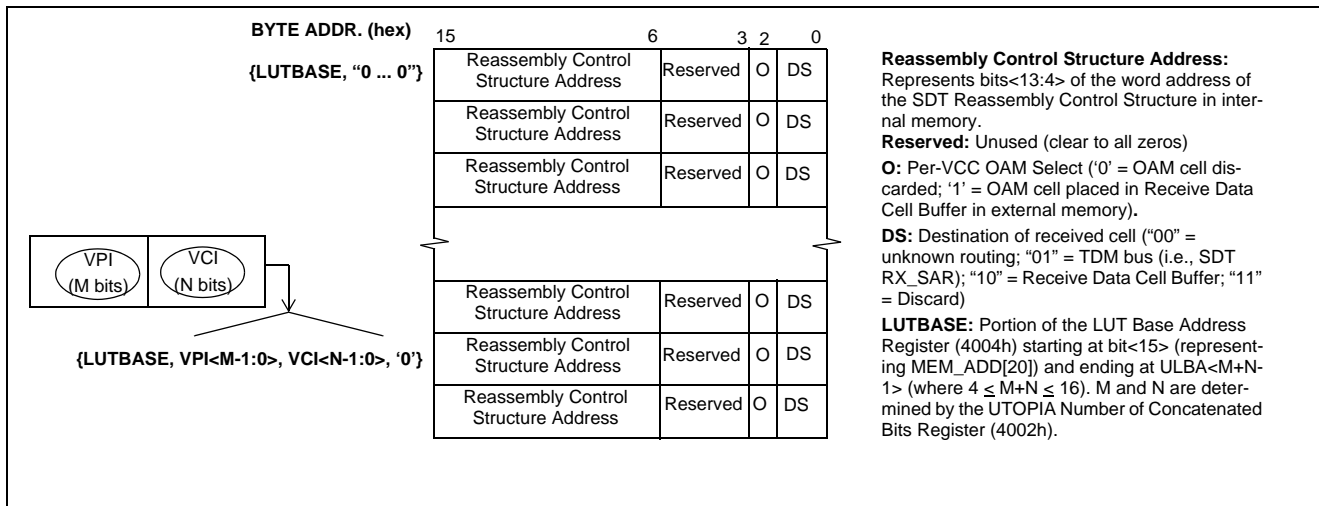 BYTE ADDR. (hex)
15 6 3 2 0
{LUTBASE, “0 ... 0”}
Reassembly Control
Structure Address
Reserved
O
DS
Reassembly Control
Structure Address
Reserved
O
DS
Reassembly Control
Structure Address
Reserved
O
DS
VPI
(M bits)
VCI
(N bits)
{LUTBASE, VPI<M-1:0>, VCI<N-1:0>, ‘0’}
Reassembly Control
Structure Address
Reserved
O
DS
Reassembly Control
Structure Address
Reserved
O
DS
Reassembly Control
Structure Address
Reserved
O
DS
Reassembly Control Structure Address:
Represents bits<13:4> of the word address of
the SDT Reassembly Control Structure in inter-
nal memory.
Reserved: Unused (clear to all zeros)
O: Per-VCC OAM Select (‘0’ = OAM cell dis-
carded; ‘1’ = OAM cell placed in Receive Data
Cell Buffer in external memory).
DS: Destination of received cell (“00” =
unknown routing; “01” = TDM bus (i.e., SDT
RX_SAR); “10” = Receive Data Cell Buffer; “11”
= Discard)
LUTBASE: Portion of the LUT Base Address
Register (4004h) starting at bit<15> (represent-
ing MEM_ADD[20]) and ending at ULBA<M+N-
1> (where 4 ≤ M+N ≤ 16). M and N are deter-
mined by the UTOPIA Number of Concatenated
Bits Register (4002h).